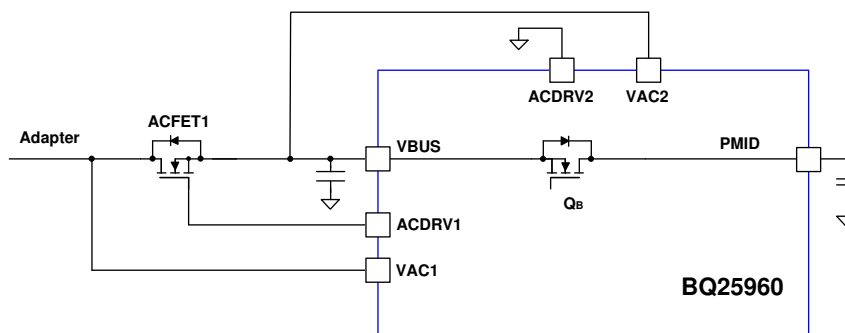 ACDRV2
VAC2
Adapter
ACFET1
VBUS
PMID
QB
ACDRV1
VAC1
BQ25960